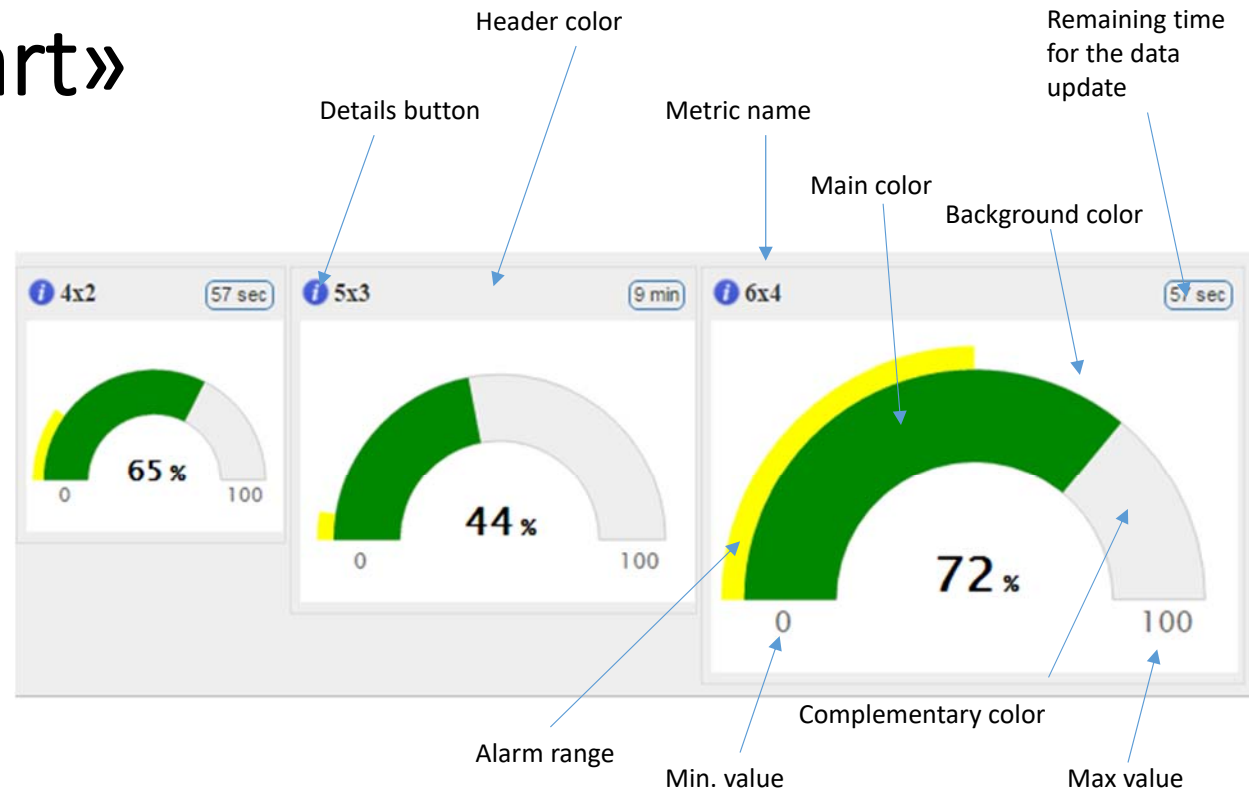 art»
Header color
Remaining time
for the data
update
Details button
Metric name
Main color
Background color
i 4x2
57 sec
i 5x3
9 min
i 6x4
57 sec
65 %
0
100
44 %
0
100
72 %
0
100
Complementary color
Alarm range
Min. value
Max value